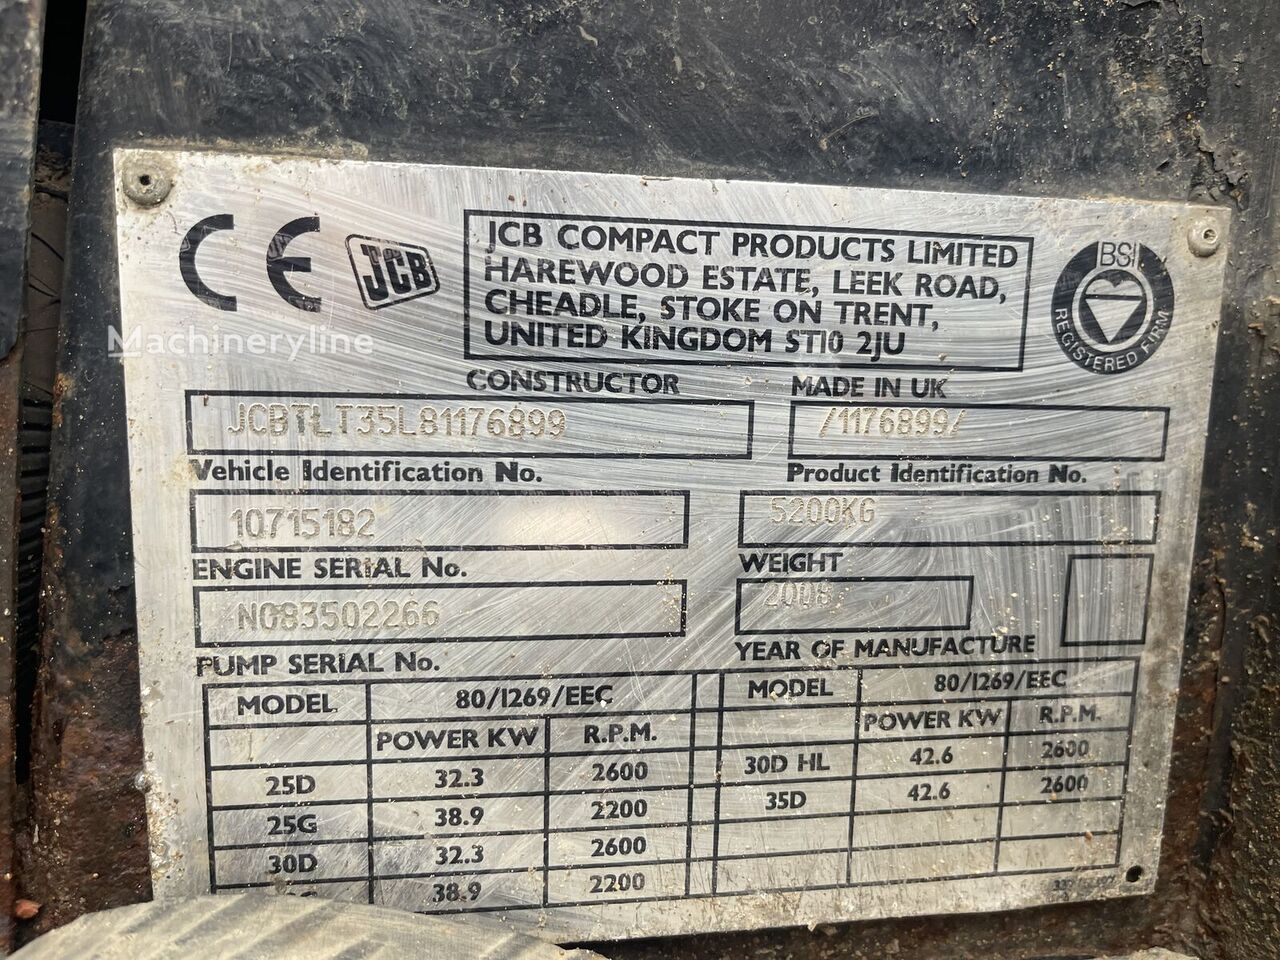 CE JCB
JCB COMPACT PRODUCTS LIMITED
HAREWOOD ESTATE, LEEK ROAD,
CHEADLE, STOKE ON TRENT,
UNITED KINGDOM ST10 2JU
BSI
REGISTERED FIRM
Machineryline
CONSTRUCTOR MADE IN UK
JCBTLT35L81176899 /1176899/
Vehicle Identification No. Product Identification No.
10715182 5200KG
ENGINE SERIAL No. WEIGHT
NC83502266 2008
PUMP SERIAL No. YEAR OF MANUFACTURE
MODEL 80/1269/EEC MODEL 80/1269/EEC
POWER KW R.P.M. POWER KW R.P.M.
25D 32.3 2600 30D HL 42.6 2600
25G 38.9 2200 35D 42.6 2600
30D 32.3 2600
38.9 2200